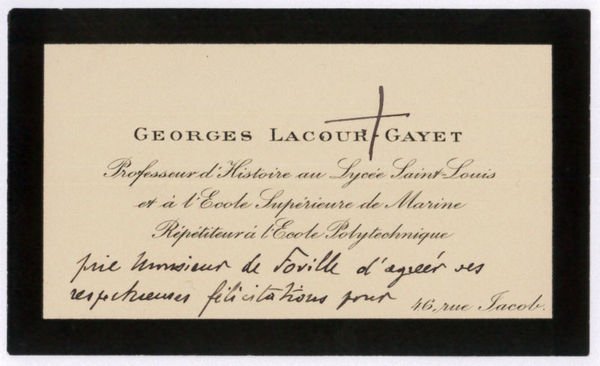 GEORGES LACOUR-GAYET
Professeur d'Histoire au Lycée Saint-Louis
et à l'Ecole Supérieure de Marine
Répétiteur à l'Ecole Polytechnique
prie Monsieur de Foville d'agréer ses
respectueuses félicitations pour
46, rue Jacob.